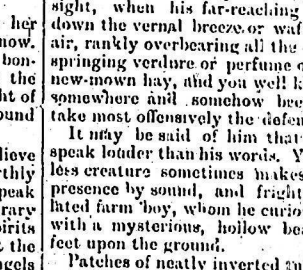 her
now.
bon-
the
ht of
ound
lieve
rthly
peak
rary
irits
t the
ngels
sight, when his far-reaching
down the vernal breeze, or waf
air, rankly overbearing all the
springing verdure or perfume o
new-mown hay, and you well k
somewhere and somehow
take most offensively the defen
It may be said of him that
speak louder than his words. Y
less creature sometimes makes
presence by sound, and fright
lated farm boy, whom he curio
with a mysterious, hollow bea
feet upon the ground.
Patches of neatly inverted